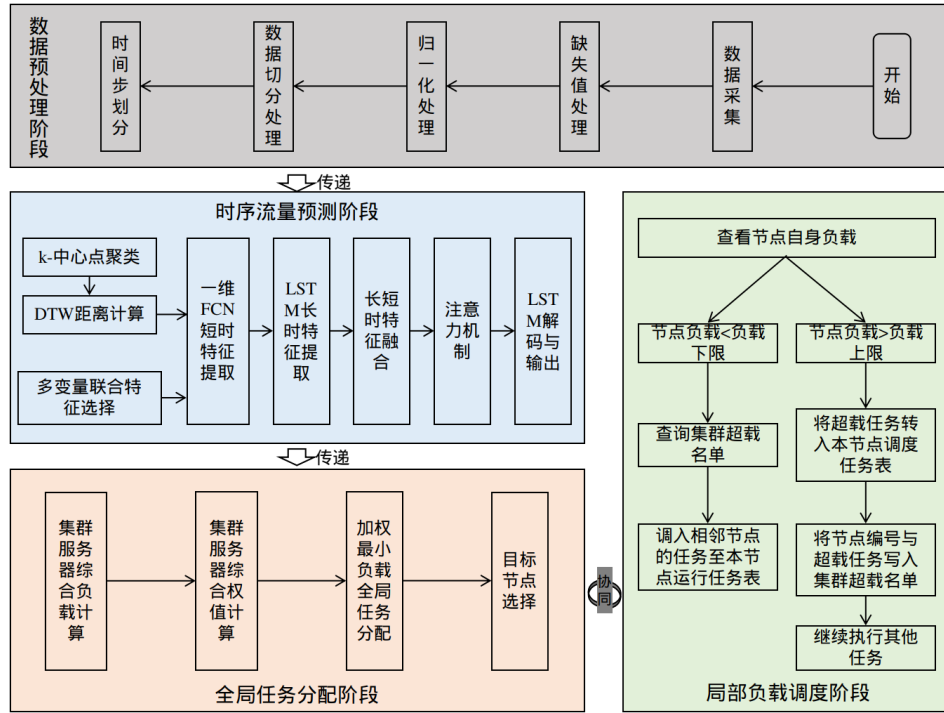 数据预处理阶段
开始
数据采集
缺失值处理
归一化处理
数据切分处理
时间步划分
传递
时序流量预测阶段
k-中心点聚类
DTW距离计算
多变量联合特
征选择
一维
FCN
短时
特征
提取
LST
M长
时特
征提
取
长短
时特
征融
合
注意
力机
制
LST
M解
码与
输出
传递
集群
服务
器综
合负
载计
算
集群
服务
器综
合权
值计
算
加权
最小
负载
全局
任务
分配
目标
节点
选择
全局任务分配阶段
协同
查看节点自身负载
节点负载<负载
下限
查询集群超载
名单
调入相邻节点
的任务至本节
点运行任务表
节点负载>负载
上限
将超载任务转
入本节点调度
任务表
将节点编号与
超载任务写入
集群超载名单
继续执行其他
任务
局部负载调度阶段